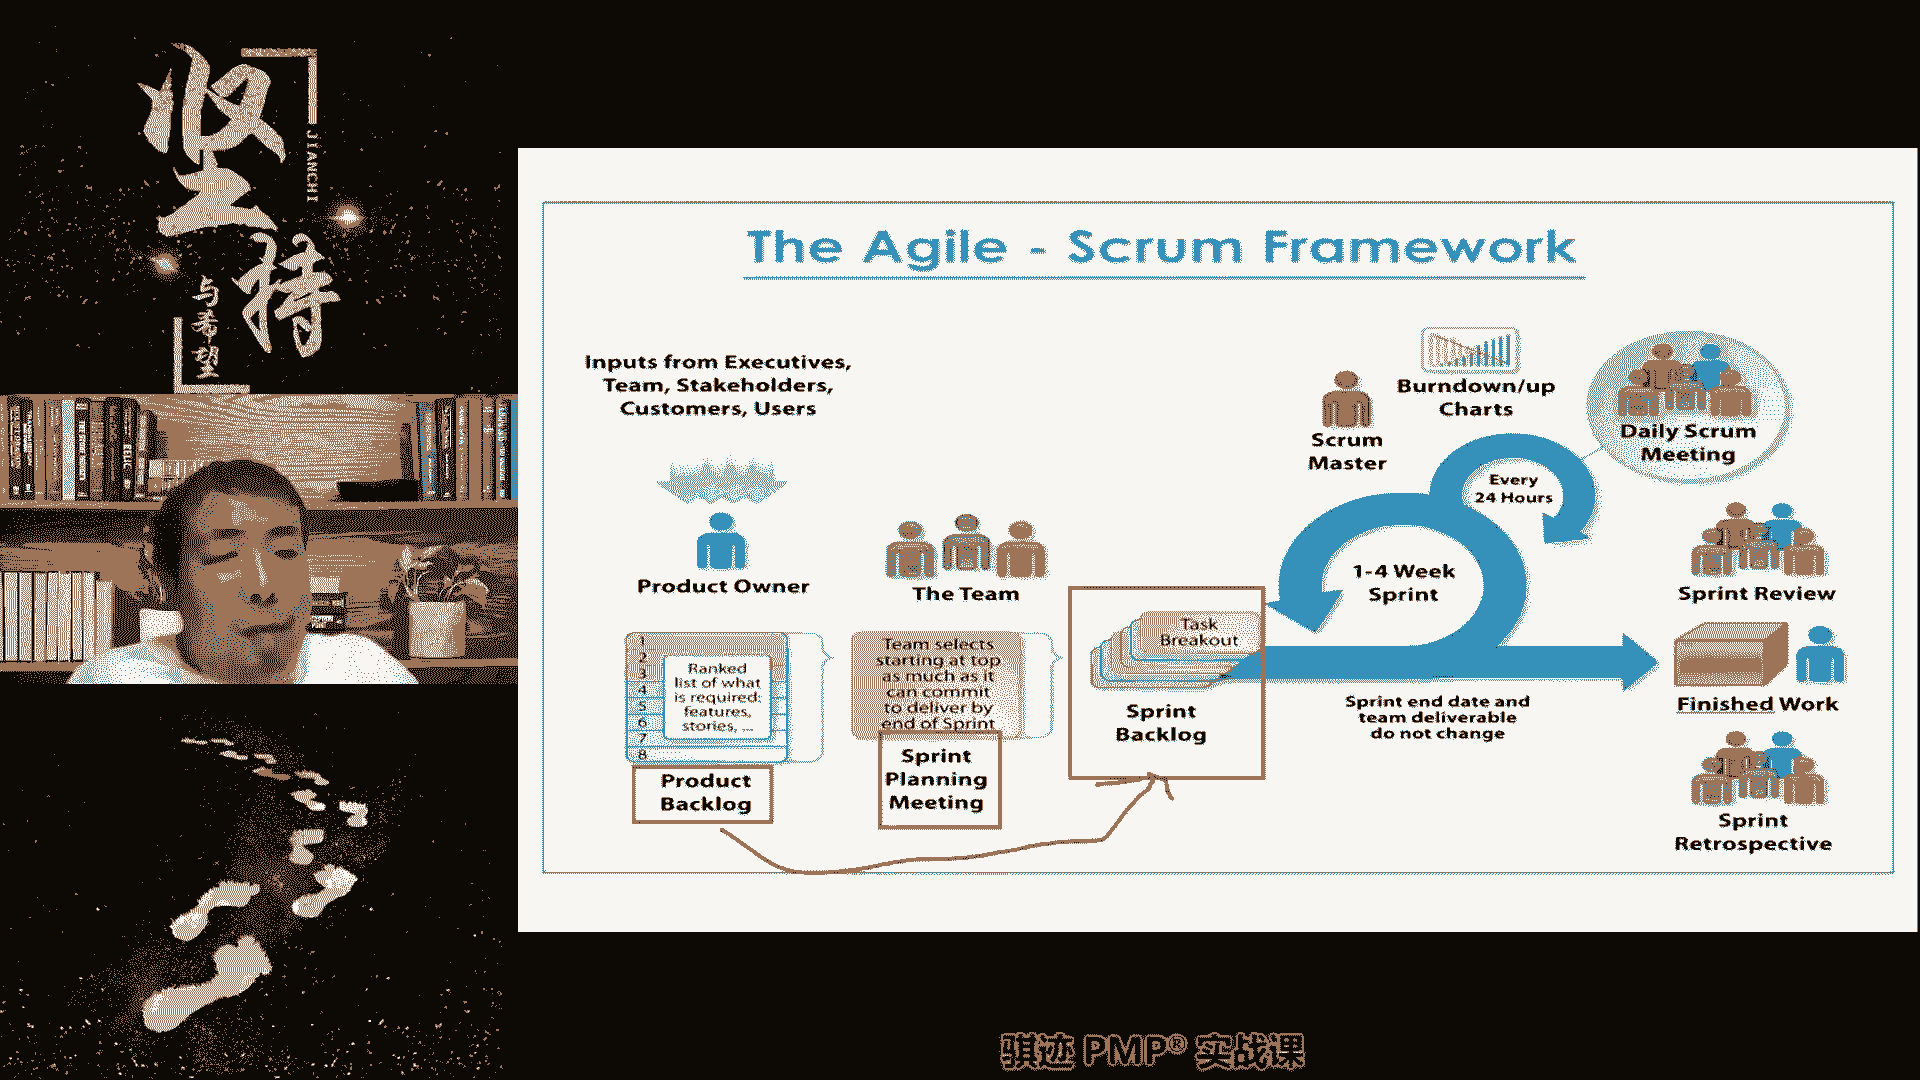 坚持
JIANCHI
与希望
The Agile - Scrum Framework
Inputs from Executives,
Team, Stakeholders,
Customers, Users
Product Owner
The Team
1
2
3
4
5
6
7
8
Ranked
list of what
is required:
features,
stories, ...
Product
Backlog
Team selects
starting at top
as much as it
can commit
to deliver by
end of Sprint
Sprint
Planning
Meeting
Task
Breakout
Sprint
Backlog
Scrum
Master
Burndown/up
Charts
Every
24 Hours
Daily Scrum
Meeting
1-4 Week
Sprint
Sprint end date and
team deliverable
do not change
Sprint Review
Finished Work
Sprint
Retrospective
骐迹 PMP® 实战课